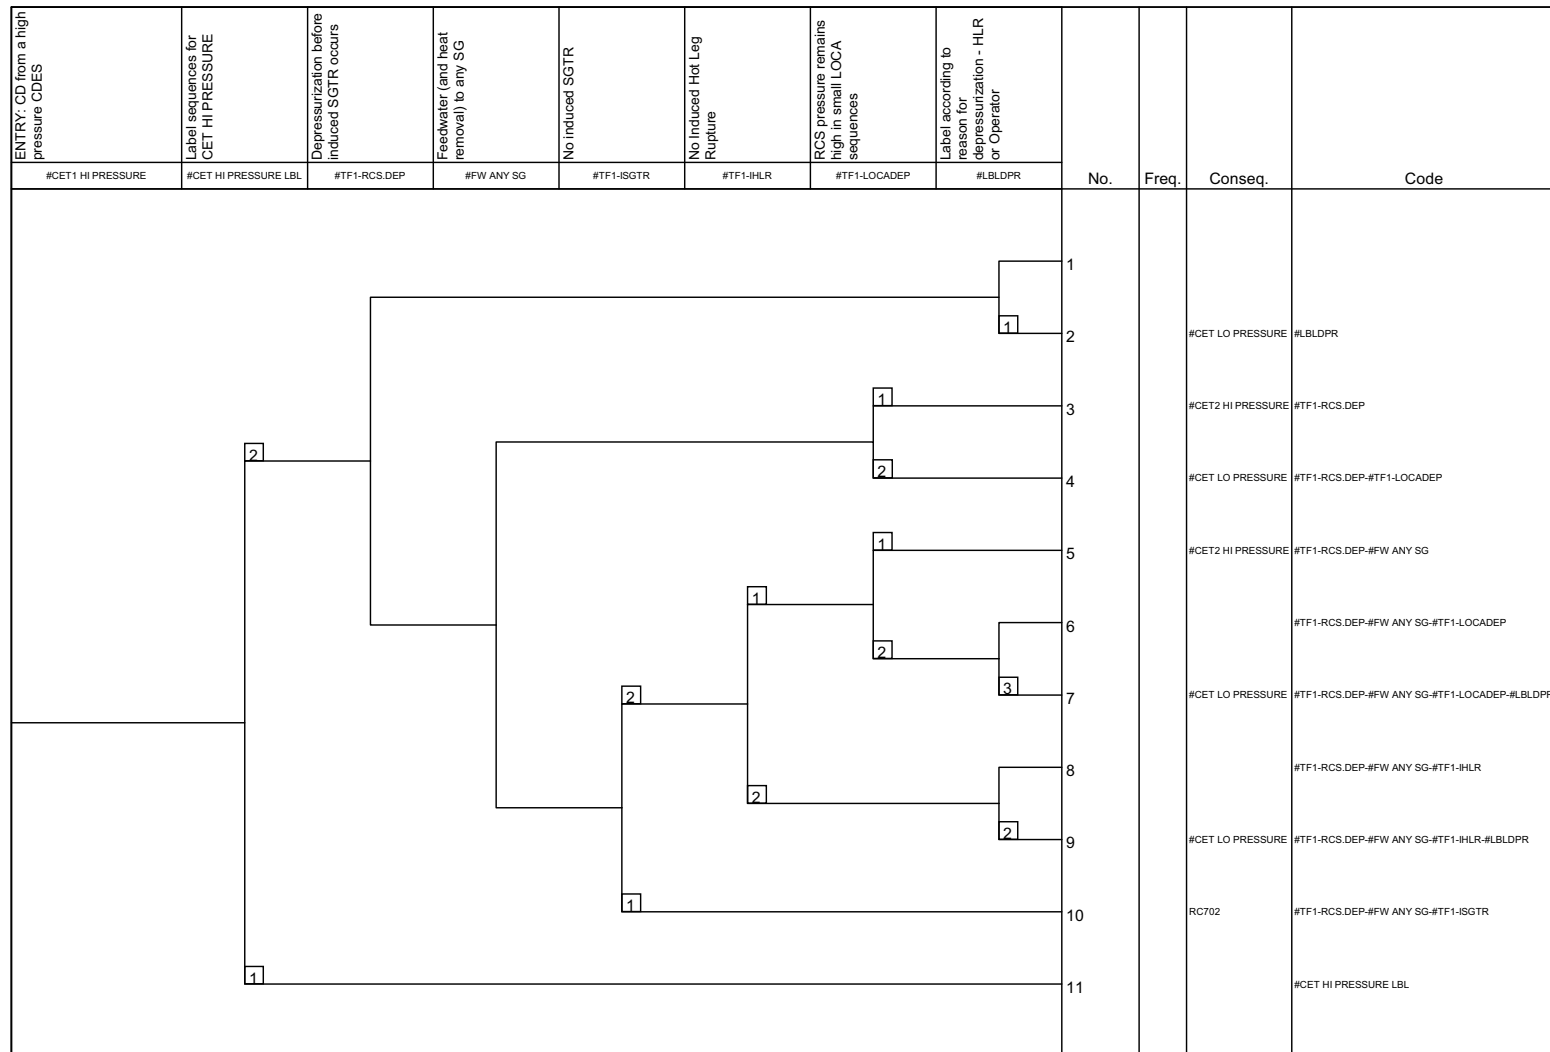 ENTRY: CD from a high
pressure CDES
Label sequences for
CET HI PRESSURE
Depressurization before
induced SGTR occurs
Feedwater (and heat
removal) to any SG
No induced SGTR
No Induced Hot Leg
Rupture
RCS pressure remains
high in small LOCA
sequences
Label according to
reason for
depressurization - HLR
or Operator
#CET1 HI PRESSURE
#CET HI PRESSURE LBL
#TF1-RCS.DEP
#FW ANY SG
#TF1-ISGTR
#TF1-IHLR
#TF1-LOCADEP
#LBLDPR
No.
Freq.
Conseq.
Code
1
1
2
#CET LO PRESSURE
#LBLDPR
1
3
#CET2 HI PRESSURE
#TF1-RCS.DEP
2
2
4
#CET LO PRESSURE
#TF1-RCS.DEP-#TF1-LOCADEP
1
5
#CET2 HI PRESSURE
#TF1-RCS.DEP-#FW ANY SG
1
6
#TF1-RCS.DEP-#FW ANY SG-#TF1-LOCADEP
2
2
3
7
#CET LO PRESSURE
#TF1-RCS.DEP-#FW ANY SG-#TF1-LOCADEP-#LBLDPR
8
#TF1-RCS.DEP-#FW ANY SG-#TF1-IHLR
2
2
9
#CET LO PRESSURE
#TF1-RCS.DEP-#FW ANY SG-#TF1-IHLR-#LBLDPR
1
10
RC702
#TF1-RCS.DEP-#FW ANY SG-#TF1-ISGTR
1
11
#CET HI PRESSURE LBL